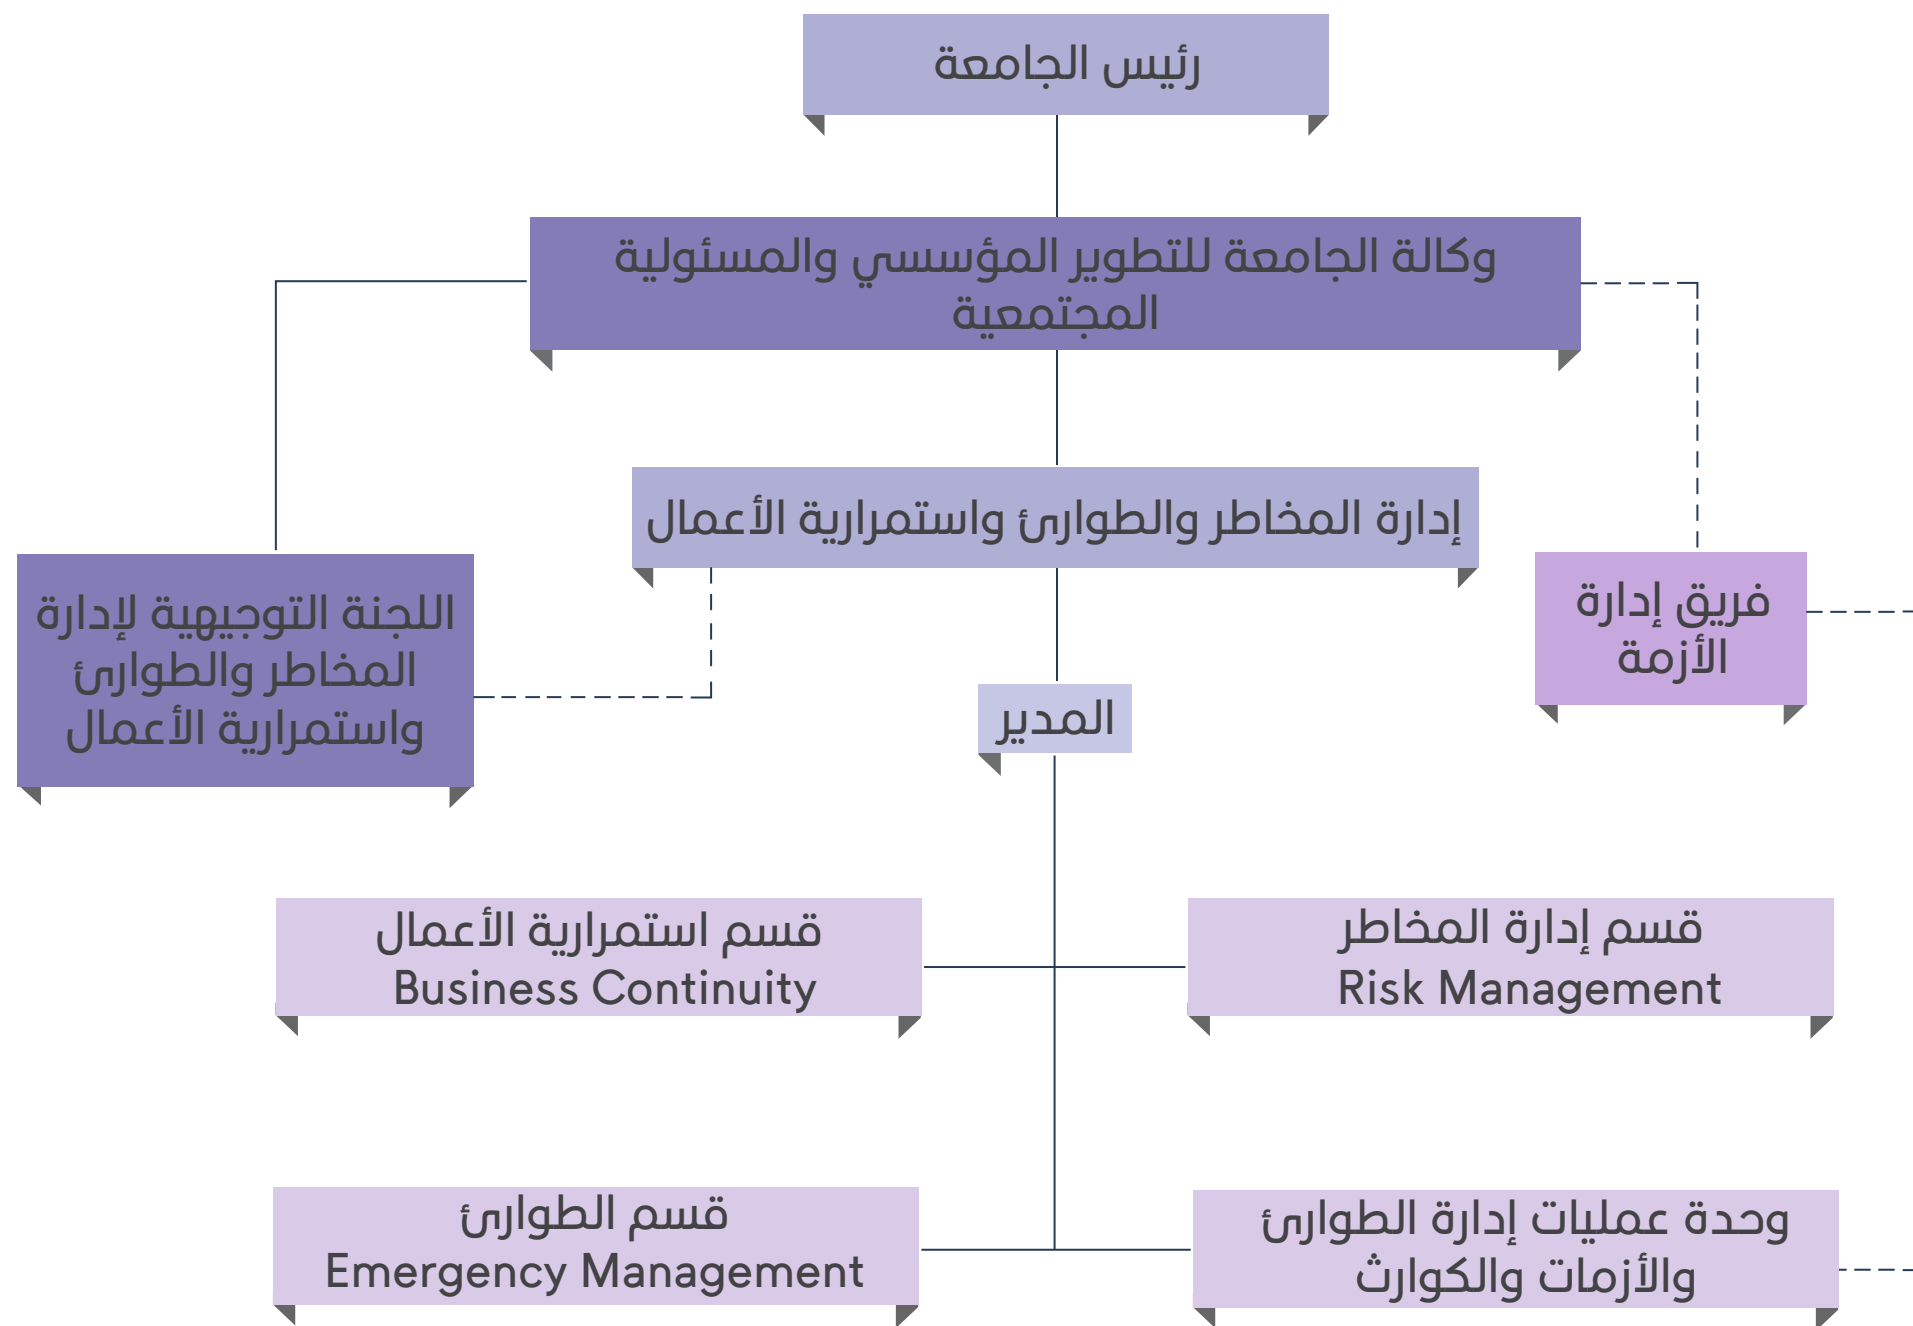 رئيس الجامعة
وكالة الجامعة للتطوير المؤسسي والمسئولية
المجتمعية
إدارة المخاطر والطوارئ واستمرارية الأعمال
فريق إدارة
الأزمة
اللجنة التوجيهية لإدارة
المخاطر والطوارئ
واستمرارية الأعمال
المدير
قسم إدارة المخاطر
Risk Management
قسم استمرارية الأعمال
Business Continuity
وحدة عمليات إدارة الطوارئ
والأزمات والكوارث
قسم الطوارئ
Emergency Management